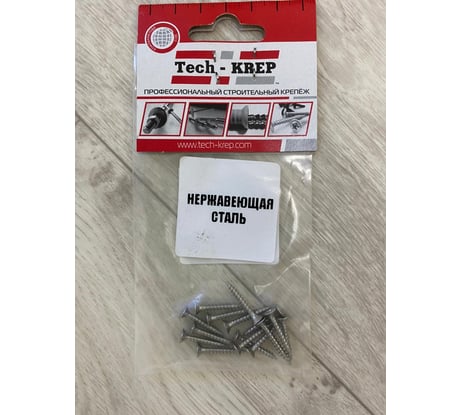 Tech-KREP
ПРОФЕССИОНАЛЬНЫЙ СТРОИТЕЛЬНЫЙ КРЕПЁЖ
www.tech-krep.com
НЕРЖАВЕЮЩАЯ
СТАЛЬ